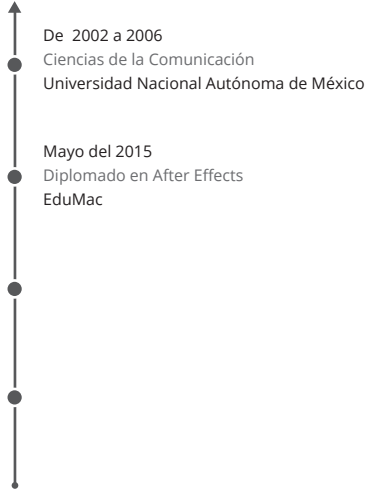 De  2002 a 2006
Ciencias de la Comunicación
Universidad Nacional Autónoma de México
Mayo del 2015
Diplomado en After Effects
EduMac